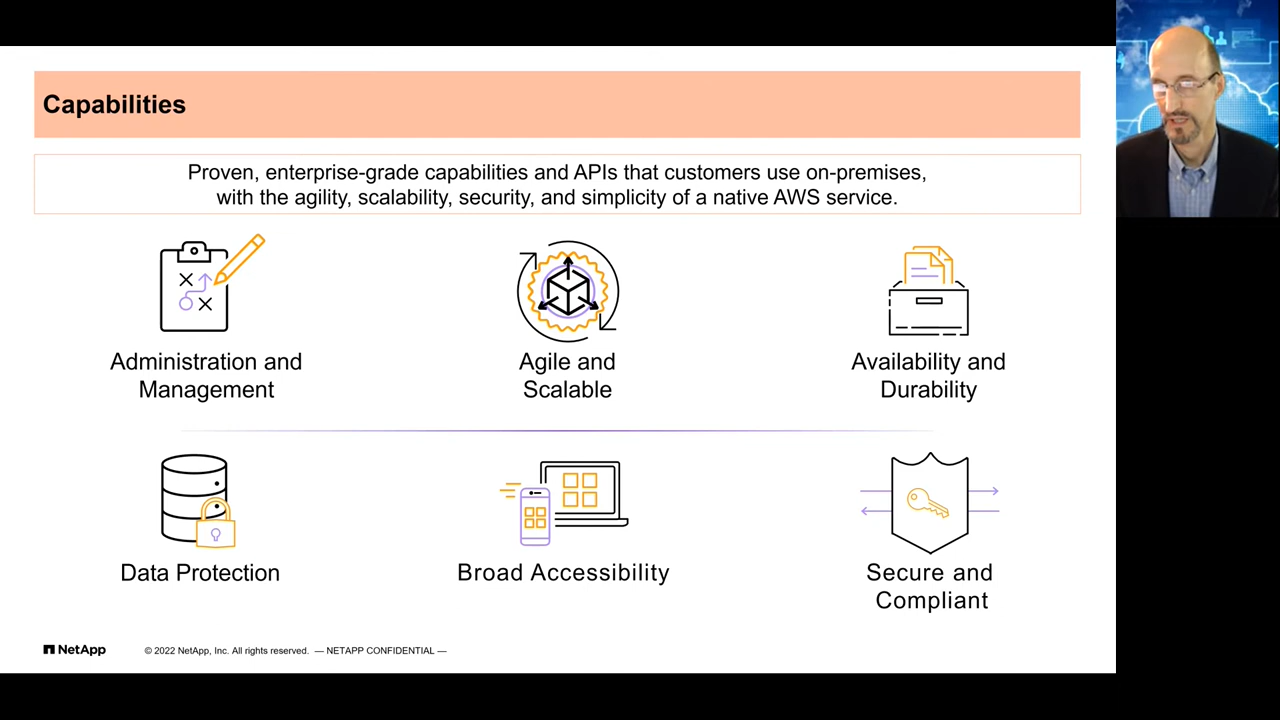 Capabilities
Proven, enterprise-grade capabilities and APIs that customers use on-premises,
with the agility, scalability, security, and simplicity of a native AWS service.
Administration and
Management
Agile and
Scalable
Availability and
Durability
Data Protection
Broad Accessibility
Secure and
Compliant
NetApp
© 2022 NetApp, Inc. All rights reserved. — NETAPP CONFIDENTIAL —